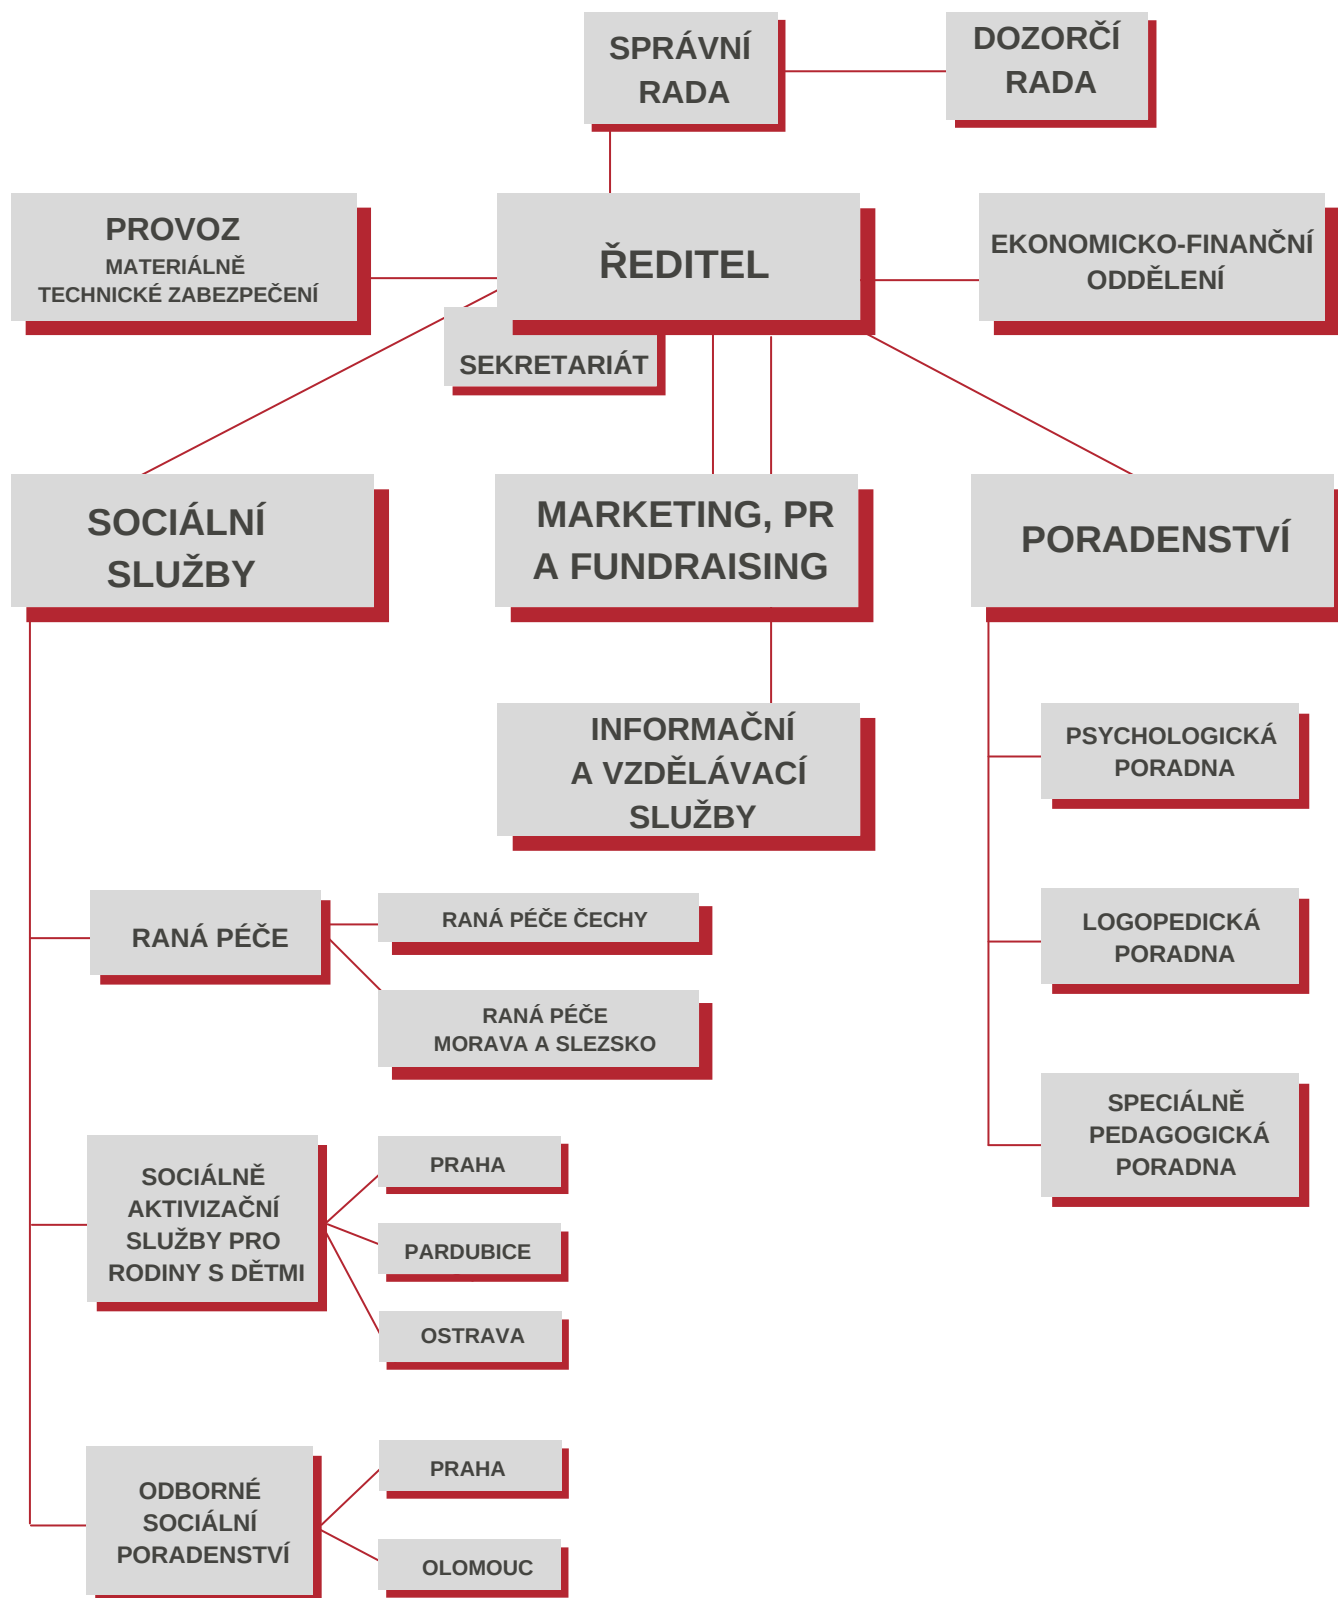 SPRÁVNÍ
RADA
DOZORČÍ
RADA
PROVOZ
MATERIÁLNĚ
TECHNICKÉ ZABEZPEČENÍ
ŘEDITEL
EKONOMICKO-FINANČNÍ
ODDĚLENÍ
SEKRETARIÁT
SOCIÁLNÍ
SLUŽBY
MARKETING, PR
A FUNDRAISING
PORADENSTVÍ
INFORMAČNÍ
A VZDĚLÁVACÍ
SLUŽBY
PSYCHOLOGICKÁ
PORADNA
LOGOPEDICKÁ
PORADNA
SPECIÁLNĚ
PEDAGOGICKÁ
PORADNA
RANÁ PÉČE
RANÁ PÉČE ČECHY
RANÁ PÉČE
MORAVA A SLEZSKO
SOCIÁLNĚ
AKTIVIZAČNÍ
SLUŽBY PRO
RODINY S DĚTMI
PRAHA
PARDUBICE
OSTRAVA
ODBORNÉ
SOCIÁLNÍ
PORADENSTVÍ
PRAHA
OLOMOUC